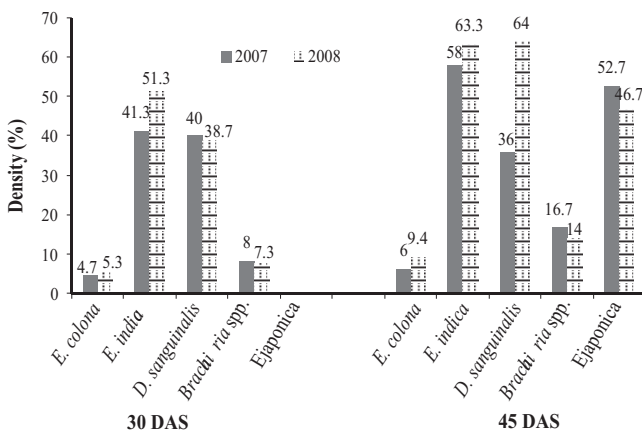 70
60
50
40
30
20
10
0
Density (%)
2007 2008
4.7 5.3
41.3 51.3
40 38.7
8 7.3
6 9.4
58 63.3
36 64
16.7 14
52.7 46.7
E. colona
E. india
D. sanguinalis
Brachi ria spp.
Ejaponica
E. colona
E. indica
D. sanguinalis
Brachi ria spp.
Ejaponica
30 DAS 45 DAS